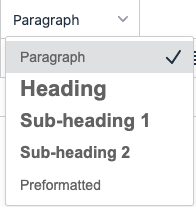 Paragraph
Paragraph
Heading
Sub-heading 1
Sub-heading 2
Preformatted